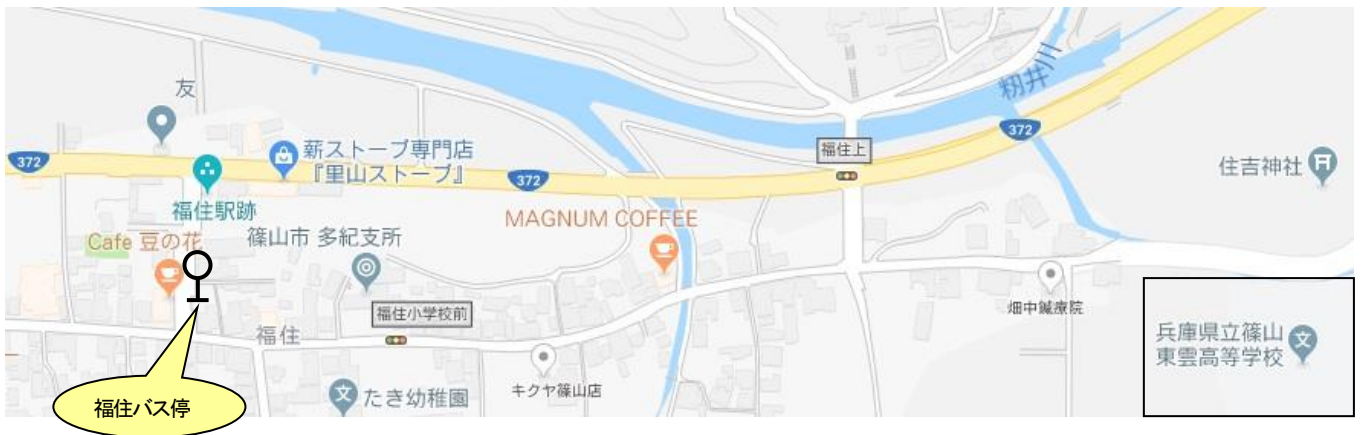 友
372
薪ストーブ専門店
『里山ストーブ』
372
福住駅跡
Cafe 豆の花
篠山市 多紀支所
MAGNUM COFFEE
福住上
籾井川
372
住吉神社
福住小学校前
福住
畑中鍼療院
兵庫県立篠山
東雲高等学校
キクヤ篠山店
たき幼稚園
福住バス停